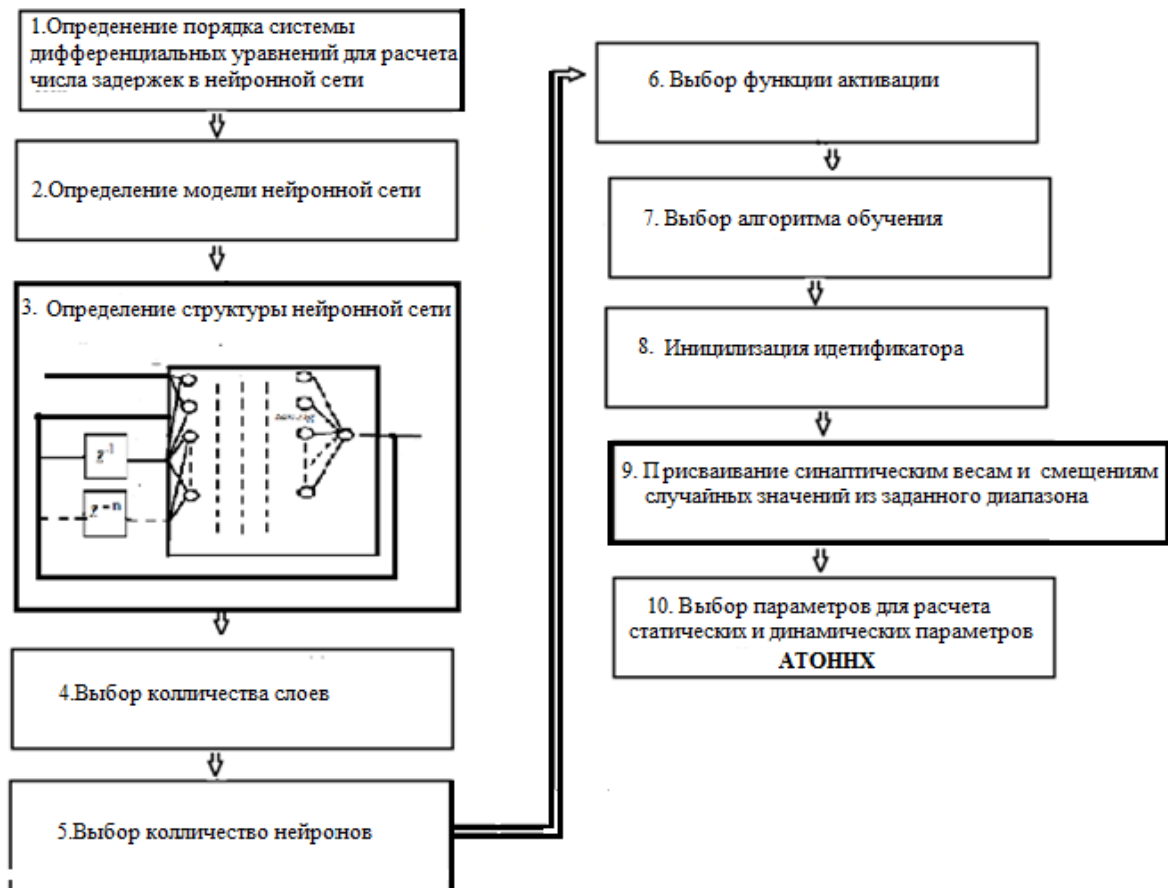 1.Опредeнение порядка системы
дифференциальных уравнений для расчета
числа задержек в нейронной сети
2.Определение модели нейронной сети
3. Определение структуры нейронной сети
z⁻¹
z⁻ⁿ
4.Выбор колличества слоев
5.Выбор колличество нейронов
6. Выбор функции активации
7. Выбор алгоритма обучения
8. Иницилизация идетификатора
9. Присваивание синаптическим весам и смещениям
случайных значений из заданного диапазона
10. Выбор параметров для расчета
статических и динамических параметров
АТОННХ